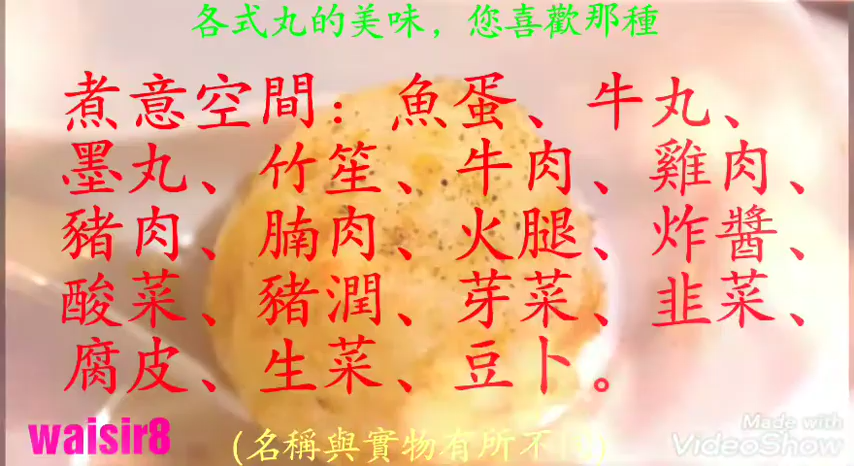 各式丸的美味，您喜歡那種
煮意空間：魚蛋、牛丸、
墨丸、竹笙、牛肉、雞肉、
豬肉、腩肉、火腿、炸醬、
酸菜、豬潤、芽菜、韭菜、
腐皮、生菜、豆卜。
waisir8
(名稱與實物有所不同)
Made with
VideoShow